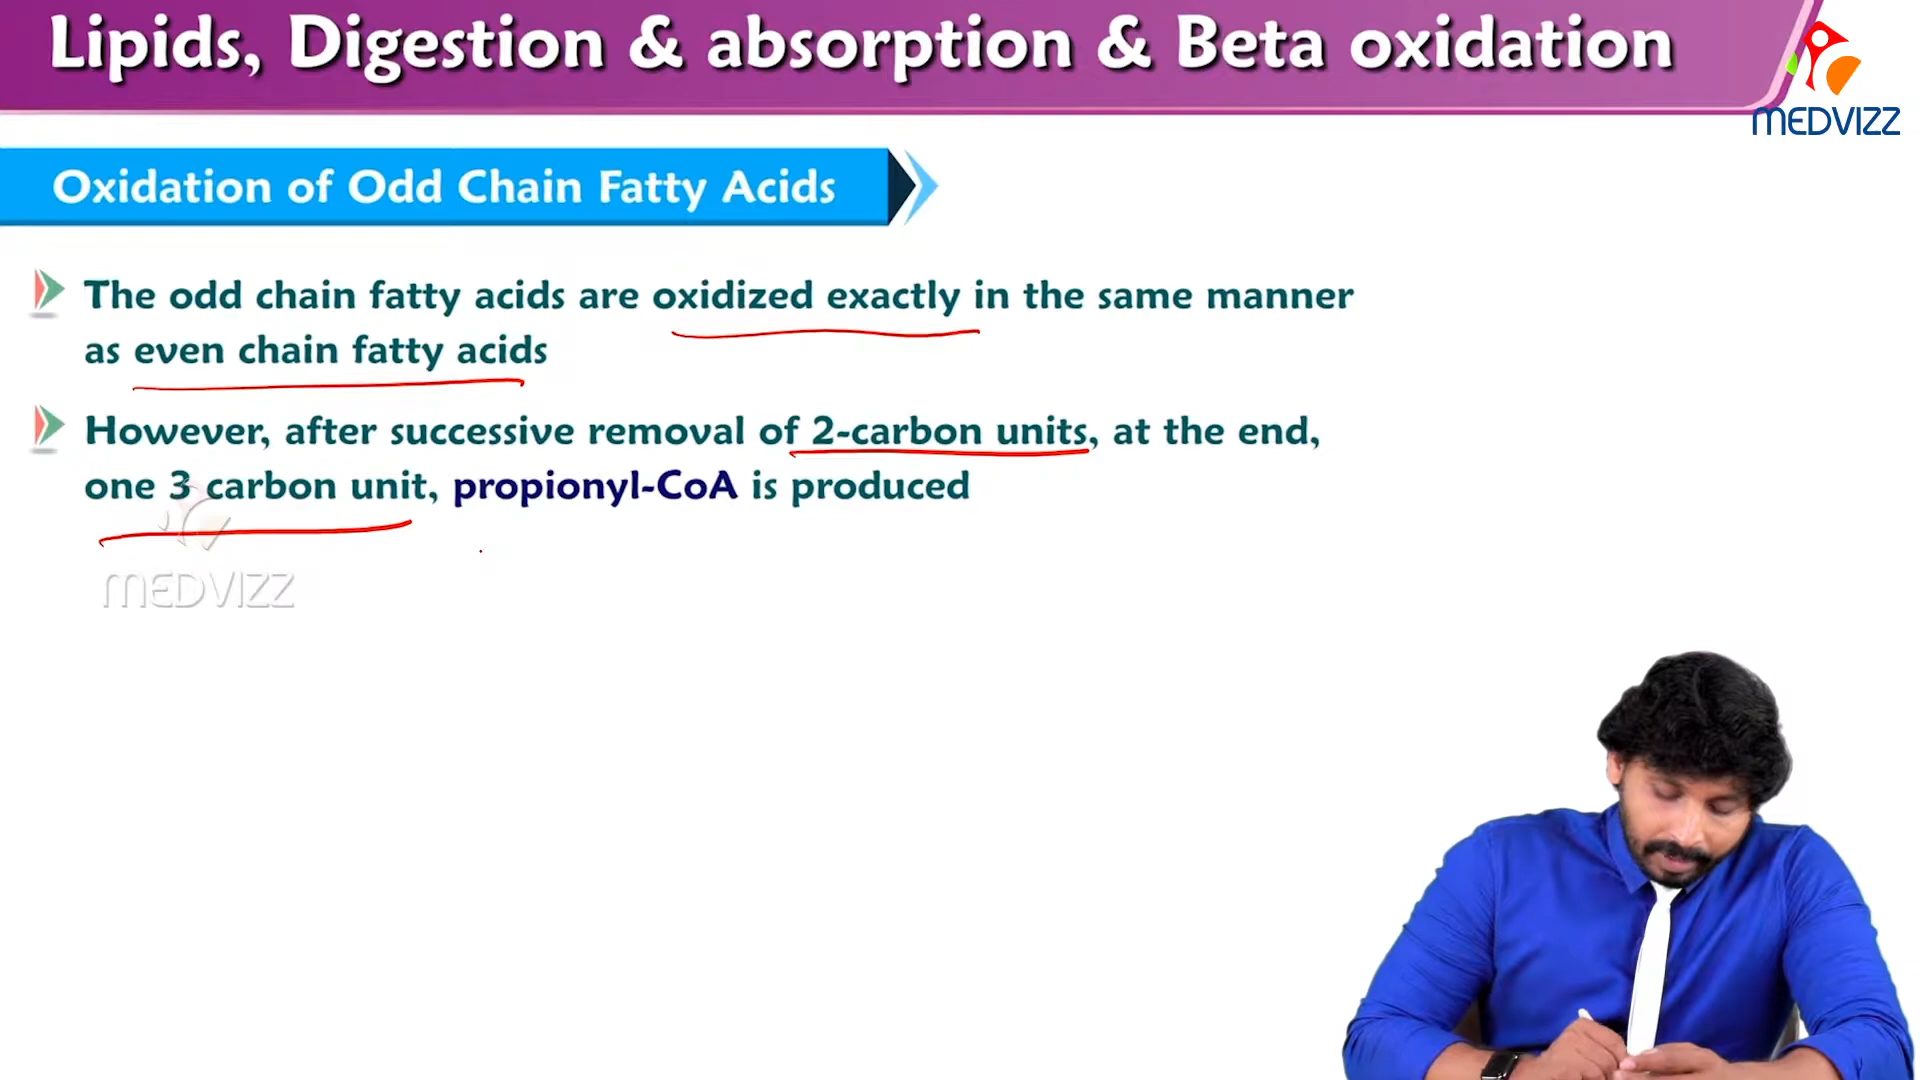 Lipids, Digestion & absorption & Beta oxidation
MEDVIZZ
Oxidation of Odd Chain Fatty Acids
The odd chain fatty acids are oxidized exactly in the same manner
as even chain fatty acids
However, after successive removal of 2-carbon units, at the end,
one 3 carbon unit, propionyl-CoA is produced
MEDVIZZ